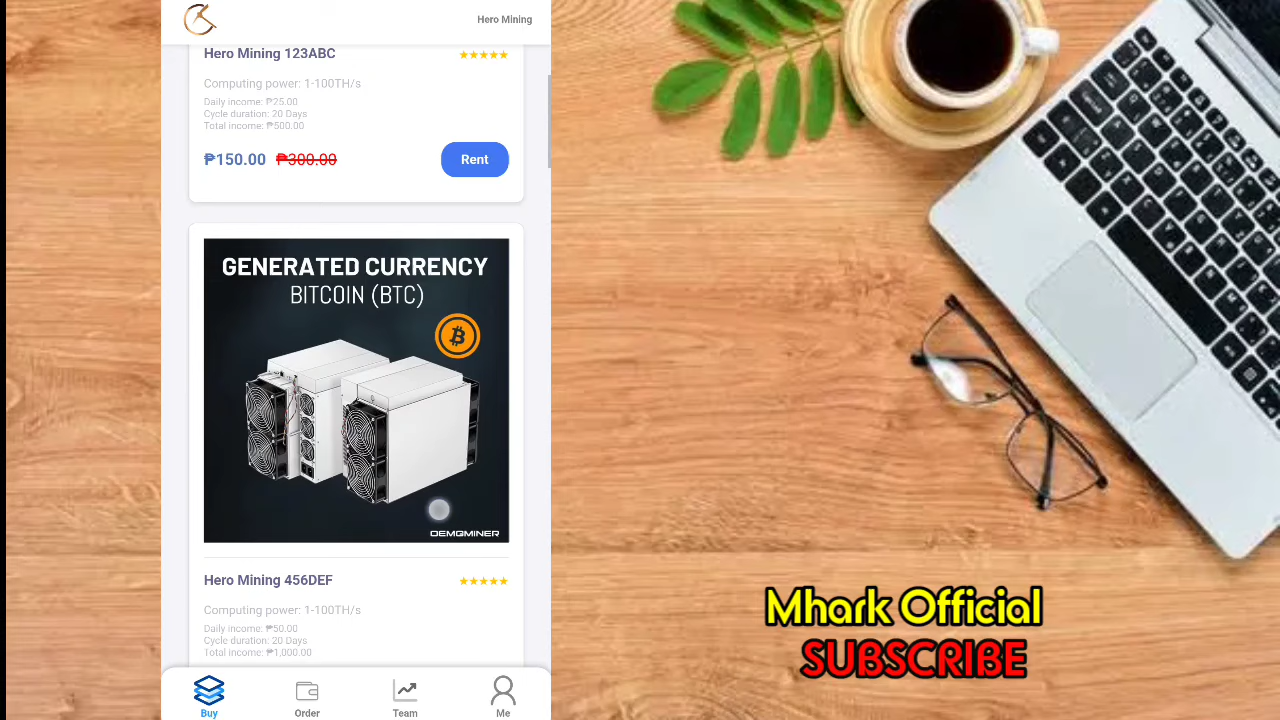 Hero Mining
Hero Mining 123ABC ★★★★★
Computing power: 1-100TH/s
Daily income: ₱25.00
Cycle duration: 20 Days
Total income: ₱500.00
₱150.00 ₱300.00 Rent
GENERATED CURRENCY
BITCOIN (BTC)
OEMGMINER
Hero Mining 456DEF ★★★★★
Computing power: 1-100TH/s
Daily income: ₱50.00
Cycle duration: 20 Days
Total income: ₱1,000.00
Buy Order Team Me
Mhark Official
SUBSCRIBE